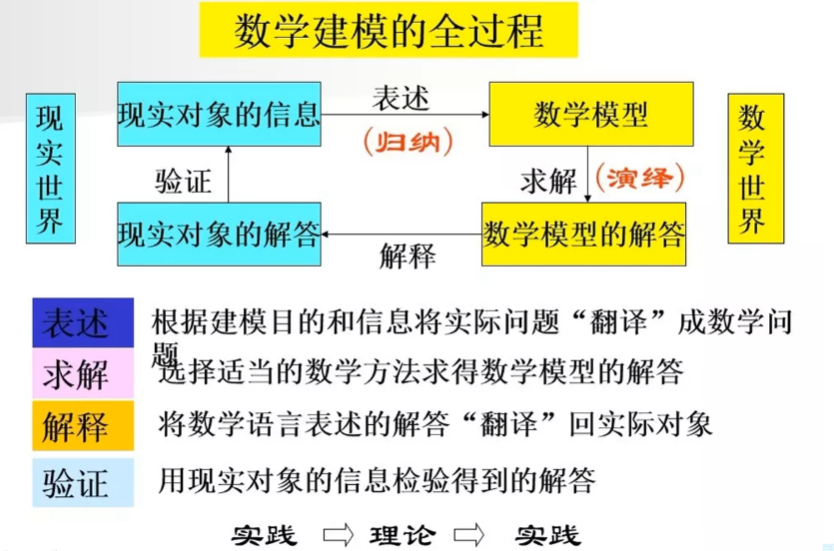 数学建模的全过程
现实世界
现实对象的信息
表述
(归纳)
数学模型
数学世界
验证
求解
(演绎)
现实对象的解答
解释
数学模型的解答
表述
根据建模目的和信息将实际问题“翻译”成数学问
题
求解
选择适当的数学方法求得数学模型的解答
解释
将数学语言表述的解答“翻译”回实际对象
验证
用现实对象的信息检验得到的解答
实践 ⇨ 理论 ⇨ 实践